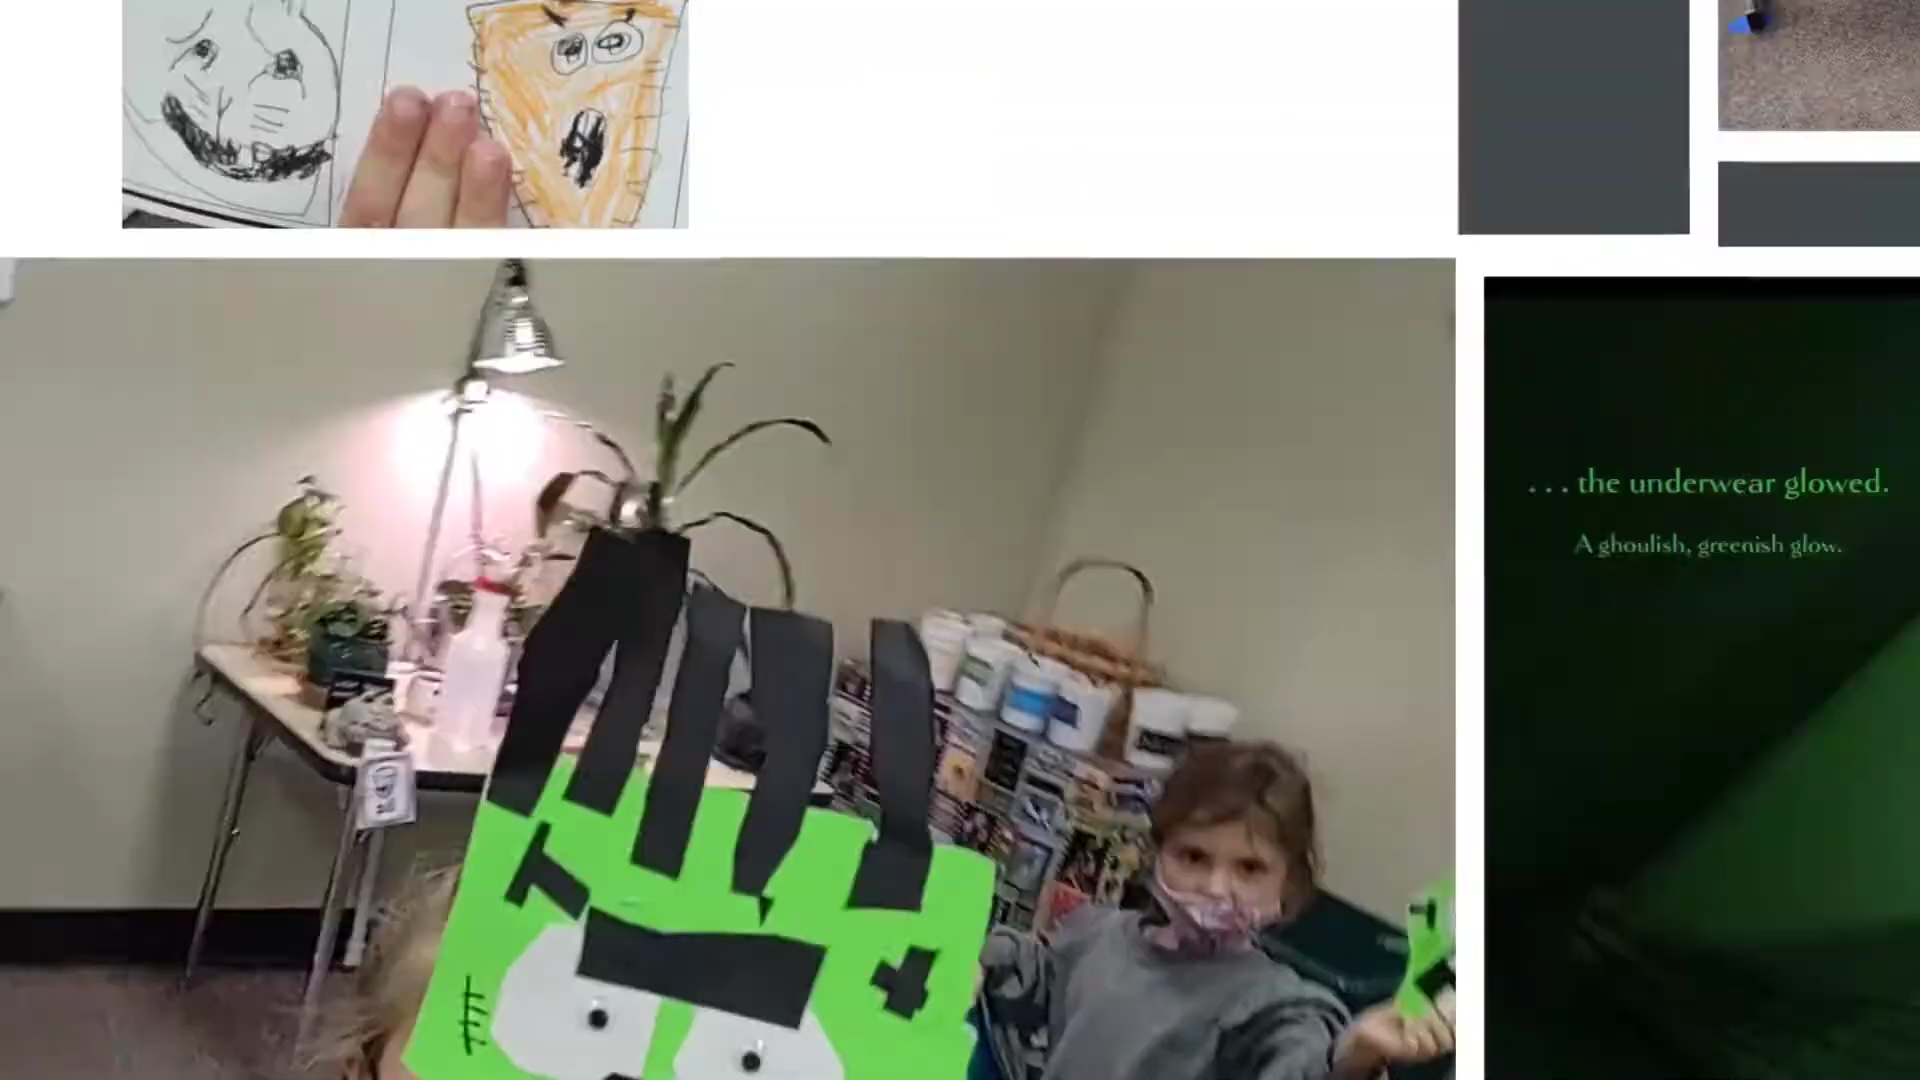 . . . the underwear glowed.
A ghoulish, greenish glow.